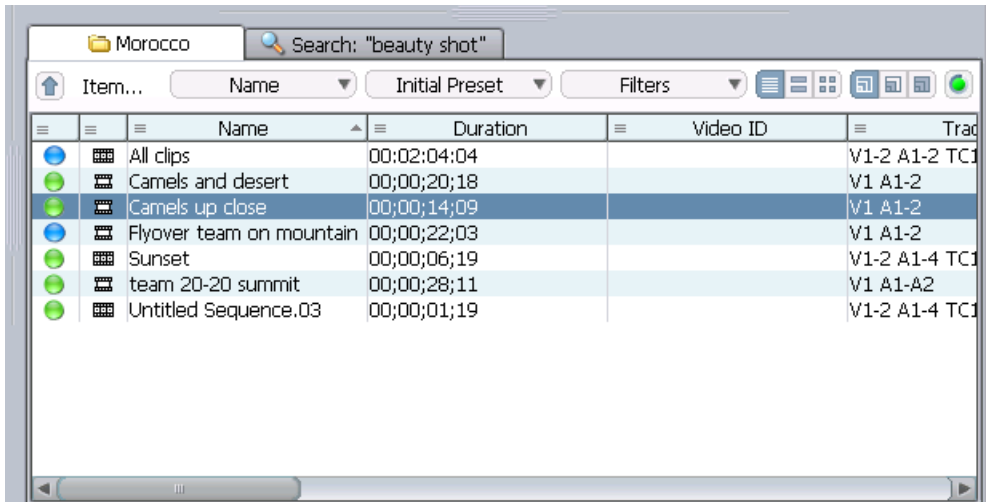 Morocco Search: "beauty shot"
Item... Name Initial Preset Filters
Name Duration Video ID Trac
All clips 00:02:04:04 V1-2 A1-2 TC1
Camels and desert 00;00;20;18 V1 A1-2
Camels up close 00;00;14;09 V1 A1-2
Flyover team on mountain 00;00;22;03 V1 A1-2
Sunset 00;00;06;19 V1-2 A1-4 TC1
team 20-20 summit 00;00;28;11 V1 A1-A2
Untitled Sequence.03 00;00;01;19 V1-2 A1-4 TC1